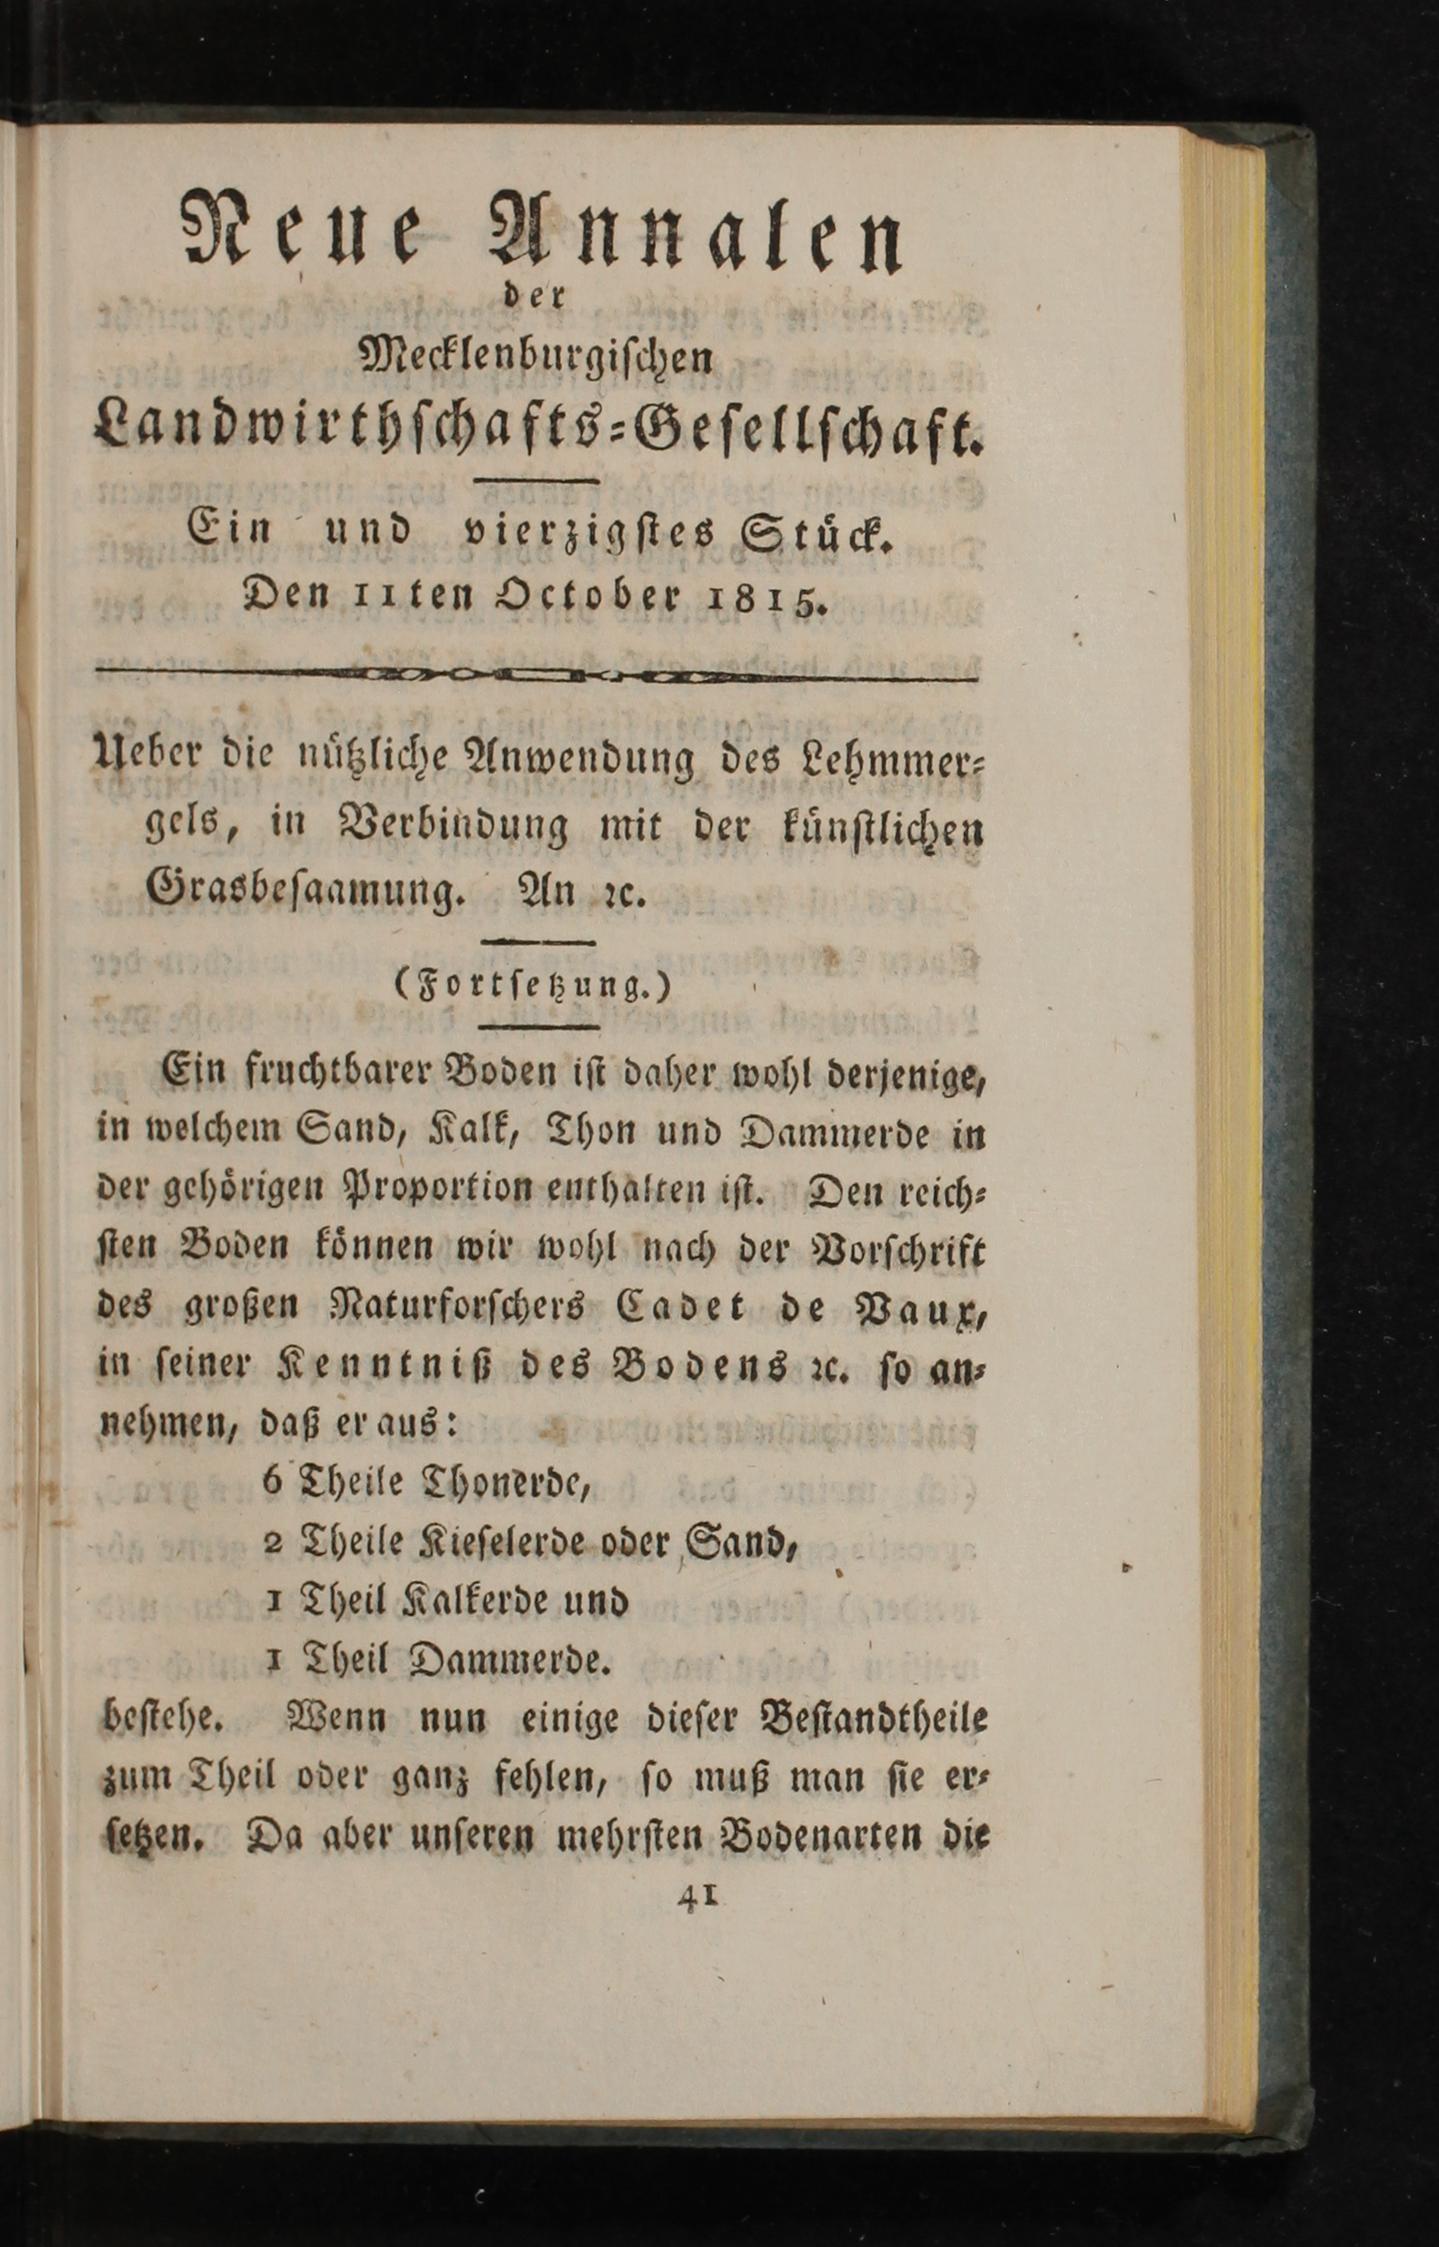 Neue Annalen
der
Mecklenburgiſchen
Landwirthſchafts=Geſellſchaft.
Ein und vierzigſtes Stück.
Den 11ten October 1815.
Ueber die nützliche Anwendung des Lehmmer=
gels, in Verbindung mit der künſtlichen
Grasbeſaamung. An ꝛc.
(Fortſetzung.)
Ein fruchtbarer Boden iſt daher wohl derjenige,
in welchem Sand, Kalk, Thon und Dammerde in
der gehörigen Proportion enthalten iſt. Den reich=
ſten Boden können wir wohl nach der Vorſchrift
des großen Naturforſchers Cadet de Vaux,
in ſeiner Kenntniß des Bodens ꝛc. ſo an=
nehmen, daß er aus:
6 Theile Thonerde,
2 Theile Kieſelerde oder Sand,
1 Theil Kalkerde und
1 Theil Dammerde.
beſtehe. Wenn nun einige dieſer Beſtandtheile
zum Theil oder ganz fehlen, ſo muß man ſie er=
ſetzen. Da aber unſeren mehrſten Bodenarten die
41